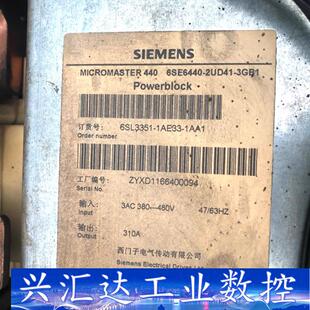 SIEMENS
MICROMASTER 440 6SE6440-2UD41-3GB1
Powerblock
订货号: 6SL3351-1AE33-1AA1
Order number
工厂编号: ZYXD1166400094
Serial No.
输入: 3AC 380-480V 47/63HZ
Input
输出: 310A
Output
西门子电气传动有限公司
Siemens Electrical Drives Ltd
兴汇达工业数控